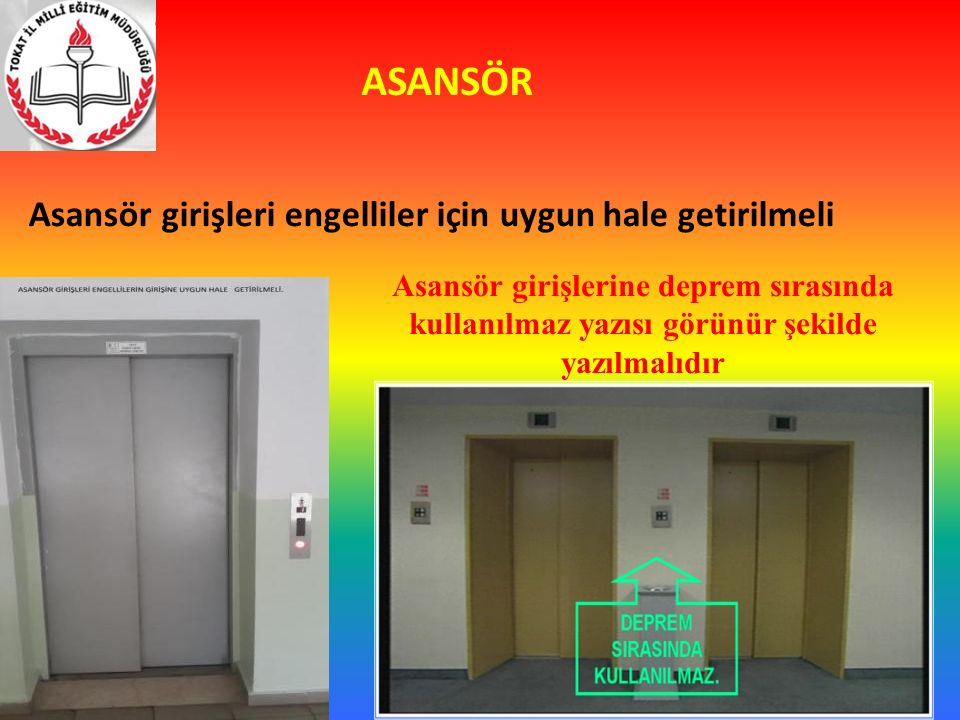 TOKAT İL MİLLİ EĞİTİM MÜDÜRLÜĞÜ
ASANSÖR
Asansör girişleri engelliler için uygun hale getirilmeli
ASANSÖR GİRİŞLERİ ENGELLİLERİN GİRİŞİNE UYGUN HALE GETİRİLMELİ.
Asansör girişlerine deprem sırasında
kullanılmaz yazısı görünür şekilde
yazılmalıdır
DEPREM
SIRASINDA
KULLANILMAZ.